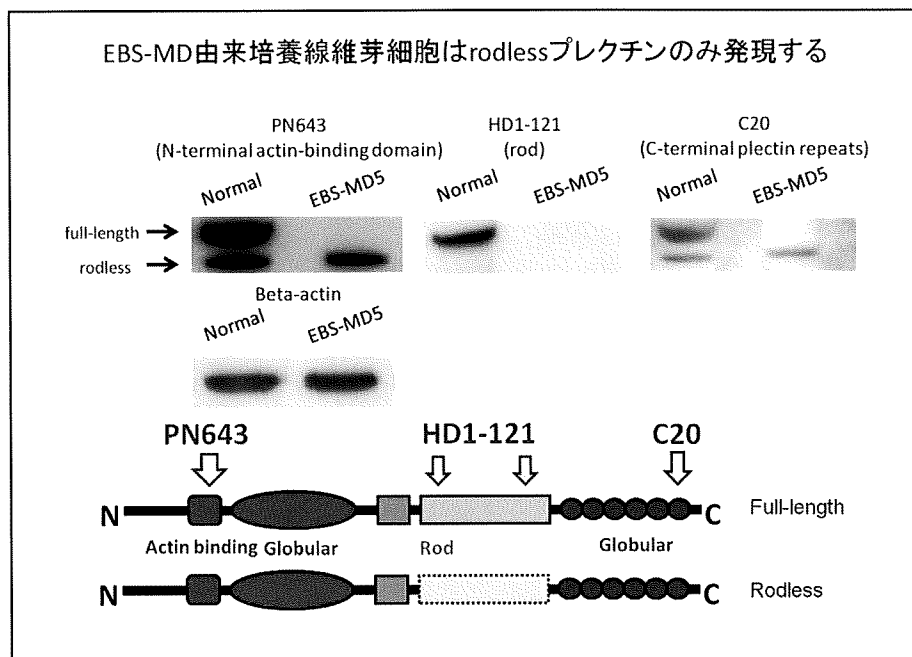 EBS-MD由来培養線維芽細胞はrodlessプレクチンのみ発現する
PN643
(N-terminal actin-binding domain)
HD1-121
(rod)
C20
(C-terminal plectin repeats)
Normal EBS-MD5
Normal EBS-MD5
Normal EBS-MD5
full-length
rodless
Beta-actin
Normal EBS-MD5
PN643 HD1-121 C20
N C Full-length
Actin binding Globular Rod Globular
N C Rodless